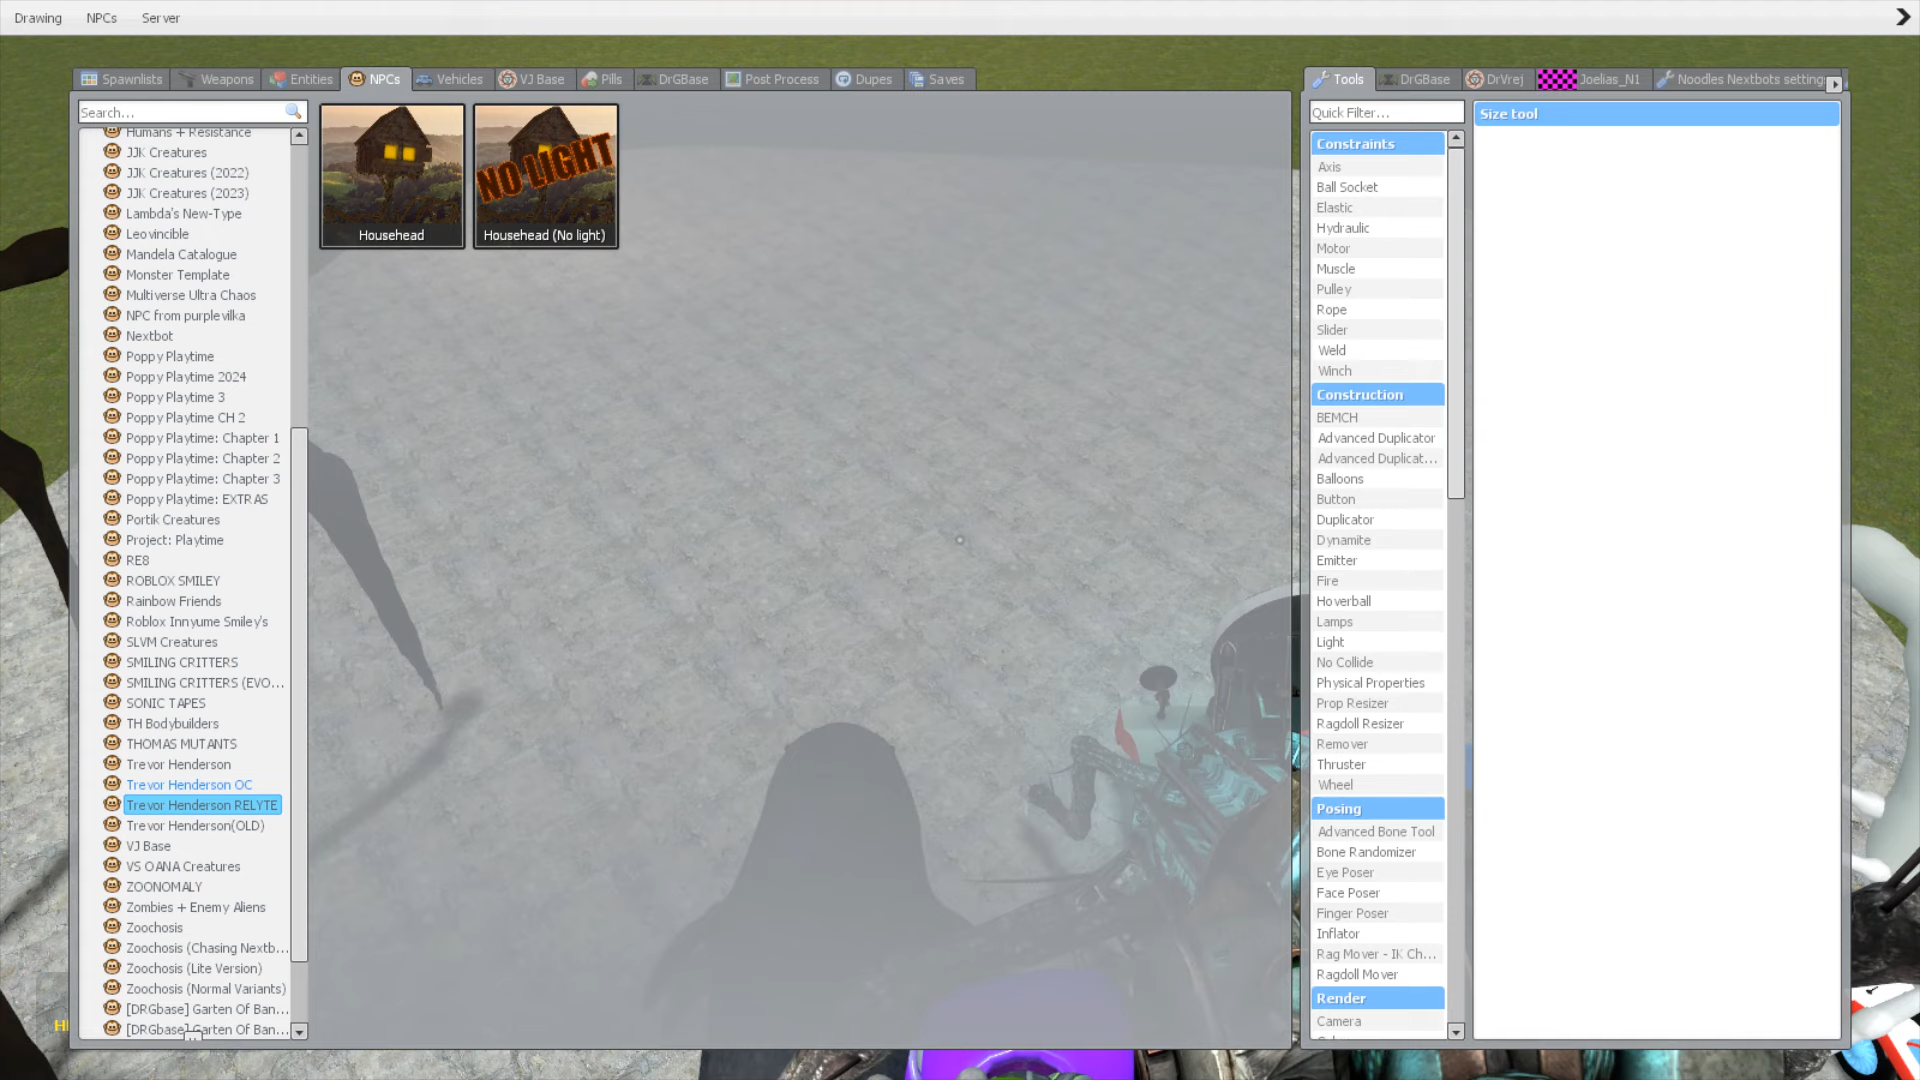 Drawing NPCs Server
Spawnlists Weapons Entities NPCs Vehicles VJ Base Pills DrGBase Post Process Dupes Saves
Search...
Humans + Resistance
JJK Creatures
JJK Creatures (2022)
JJK Creatures (2023)
Lambda's New-Type
Leovincible
Mandela Catalogue
Monster Template
Multiverse Ultra Chaos
NPC from purplevilka
Nextbot
Poppy Playtime
Poppy Playtime 2024
Poppy Playtime 3
Poppy Playtime CH 2
Poppy Playtime: Chapter 1
Poppy Playtime: Chapter 2
Poppy Playtime: Chapter 3
Poppy Playtime: EXTRAS
Portik Creatures
Project: Playtime
RE8
ROBLOX SMILEY
Rainbow Friends
Roblox Innyume Smiley's
SLVM Creatures
SMILING CRITTERS
SMILING CRITTERS (EVO...
SONIC TAPES
TH Bodybuilders
THOMAS MUTANTS
Trevor Henderson
Trevor Henderson OC
Trevor Henderson RELYTE
Trevor Henderson(OLD)
VJ Base
VS OANA Creatures
ZOONOMALY
Zombies + Enemy Aliens
Zoochosis
Zoochosis (Chasing Nextb...
Zoochosis (Lite Version)
Zoochosis (Normal Variants)
[DRGbase] Garten Of Ban...
[DRGbase] Garten Of Ban...
NO LIGHT
Househead
Househead (No light)
Tools DrGBase DrVrej Joelias_N1 Noodles Nextbots setting
Quick Filter...
Constraints
Axis
Ball Socket
Elastic
Hydraulic
Motor
Muscle
Pulley
Rope
Slider
Weld
Winch
Construction
BEMCH
Advanced Duplicator
Advanced Duplicat...
Balloons
Button
Duplicator
Dynamite
Emitter
Fire
Hoverball
Lamps
Light
No Collide
Physical Properties
Prop Resizer
Ragdoll Resizer
Remover
Thruster
Wheel
Posing
Advanced Bone Tool
Bone Randomizer
Eye Poser
Face Poser
Finger Poser
Inflator
Rag Mover - IK Ch...
Ragdoll Mover
Render
Camera
Size tool